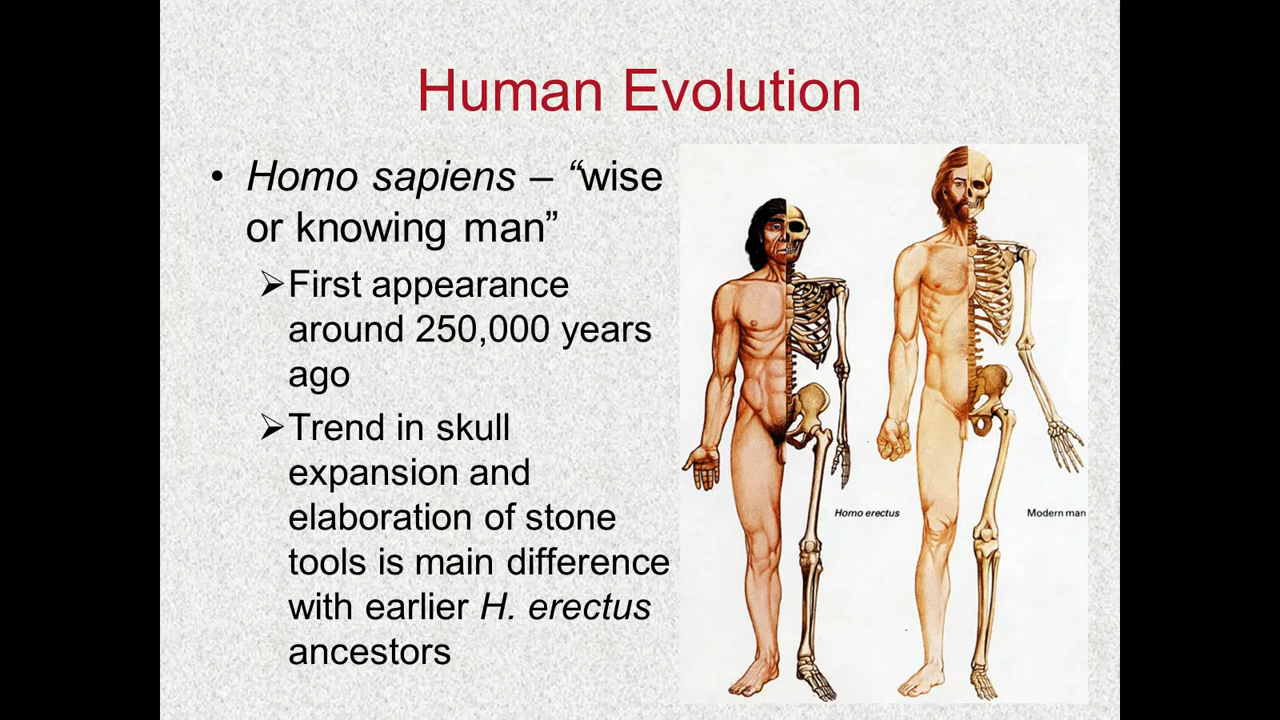 Human Evolution
• Homo sapiens – “wise
or knowing man”
➢First appearance
around 250,000 years
ago
➢Trend in skull
expansion and
elaboration of stone
tools is main difference
with earlier H. erectus
ancestors
Homo erectus
Modern man